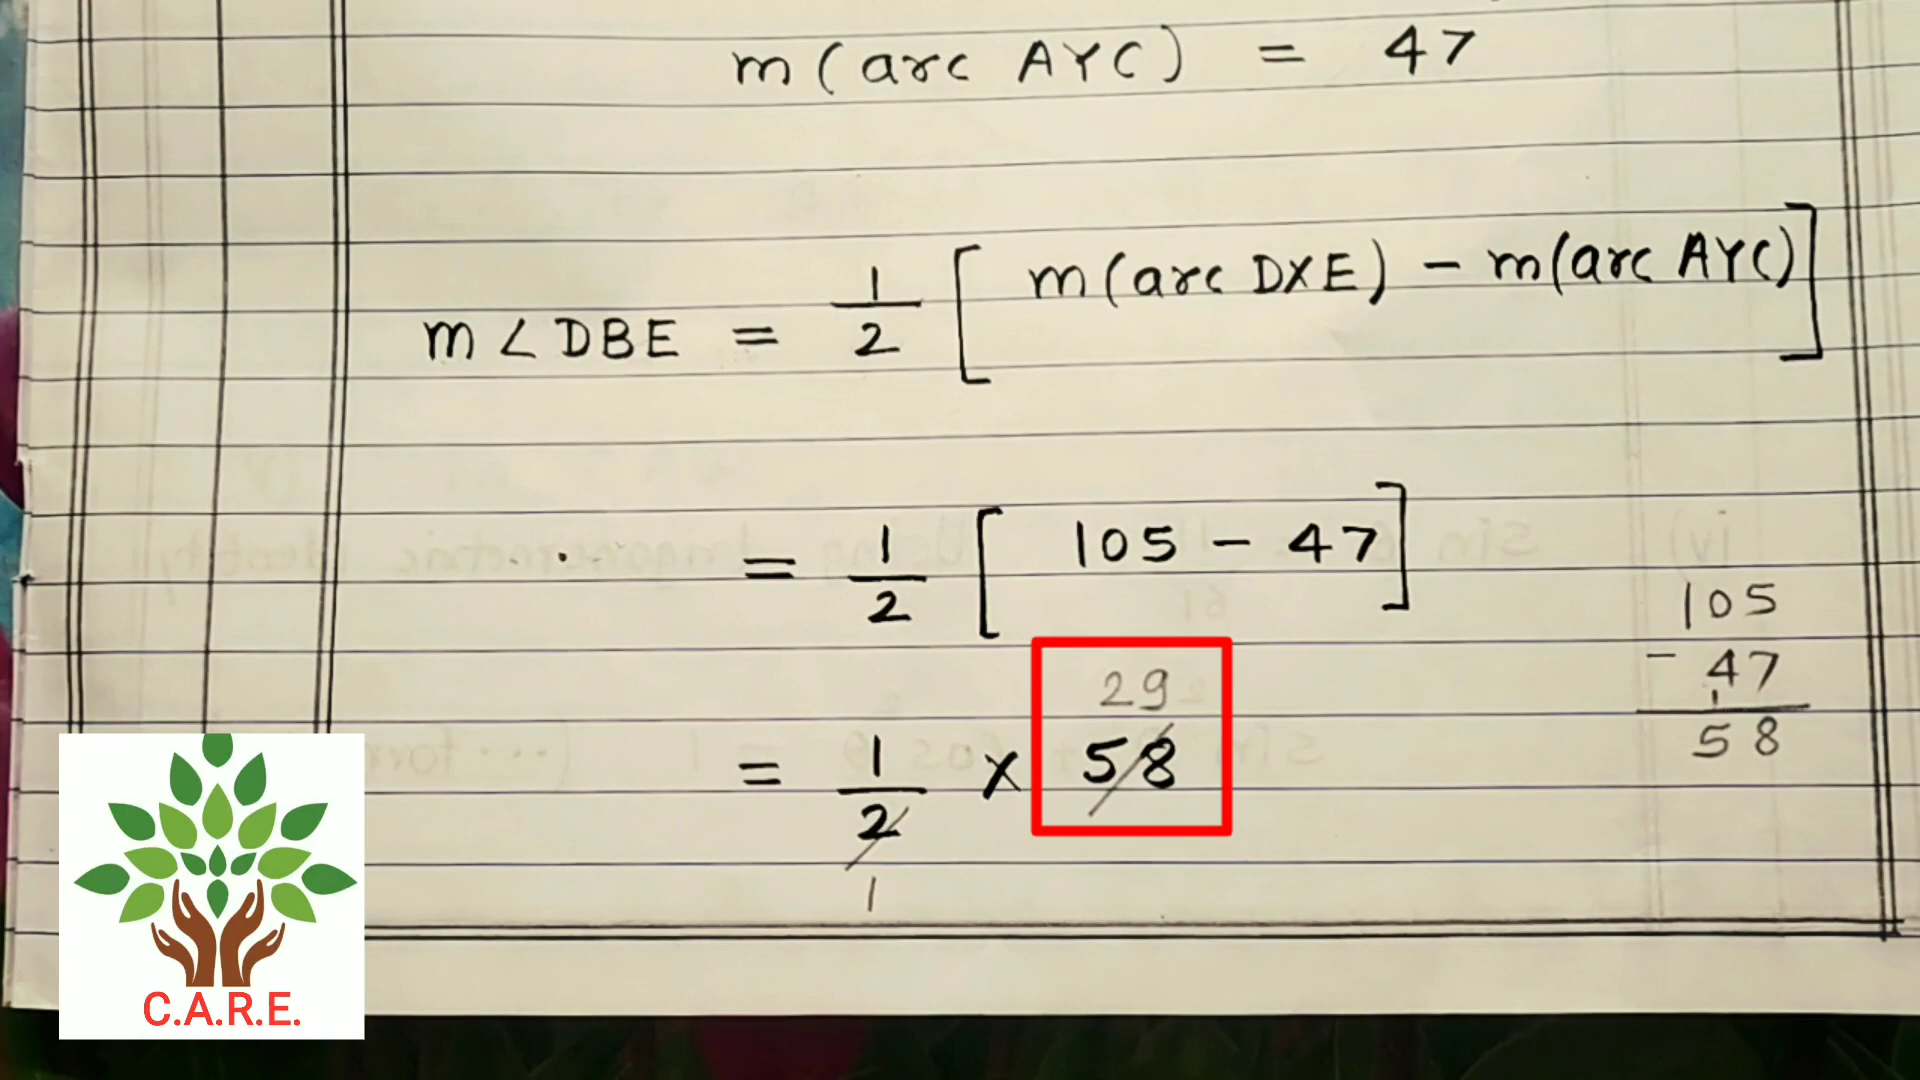 m(arc AYC) = 47
m∠DBE = 1/2 [m(arc DXE) - m(arc AYC)]
= 1/2 [105 - 47]
105
- 47
1
58
29
= 1/2 × 58
1
C.A.R.E.